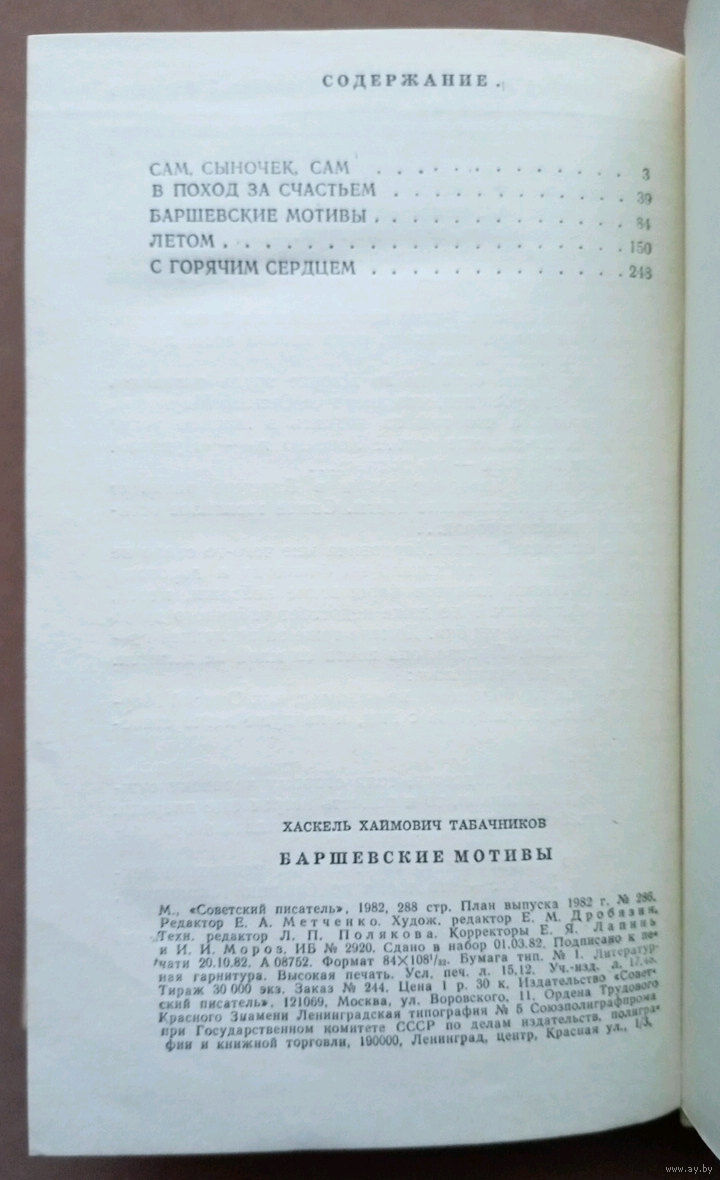 СОДЕРЖАНИЕ.
САМ, СЫНОЧЕК, САМ . . . . . . . . . . . 3
В ПОХОД ЗА СЧАСТЬЕМ . . . . . . . . . . . 39
БАРШЕВСКИЕ МОТИВЫ . . . . . . . . . . . 84
ЛЕТОМ . . . . . . . . . . . . . . . . . 150
С ГОРЯЧИМ СЕРДЦЕМ . . . . . . . . . . . . 248
ХАСКЕЛЬ ХАЙМОВИЧ ТАБАЧНИКОВ
БАРШЕВСКИЕ МОТИВЫ
М., «Советский писатель», 1982, 288 стр. План выпуска 1982 г. № 286.
Редактор Е. А. Метченко. Худож. редактор Е. М. Дробязин.
Техн. редактор Л. П. Полякова. Корректоры Е. Я. Лапинь
и И. И. Мороз. ИБ № 2920. Сдано в набор 01.03.82. Подписано к пе-
чати 20.10.82. А 08752. Формат 84×108¹/₃₂. Бумага тип. № 1. Литератур-
ная гарнитура. Высокая печать. Усл. печ. л. 15,12. Уч.-изд. л.
Тираж 30 000 экз. Заказ № 244. Цена 1 р. 30 к. Издательство «Совет-
ский писатель», 121069, Москва, ул. Воровского, 11. Ордена Трудового
Красного Знамени Ленинградская типография № 5 Союзполиграфпрома
при Государственном комитете СССР по делам издательств, полигра-
фии и книжной торговли, 190000, Ленинград, центр, Красная ул., 1/3.
www.ay.by